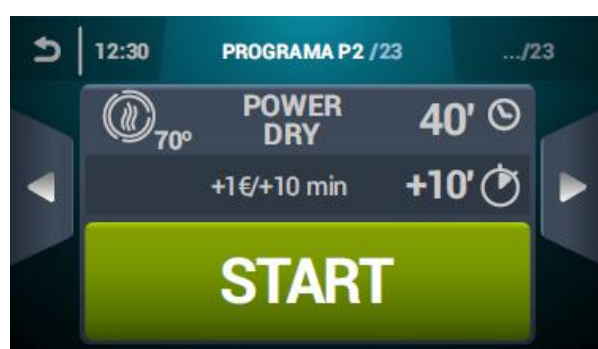 12:30 PROGRAMA P2 /23 .../23
70º POWER DRY 40'
+1€/+10 min +10'
START